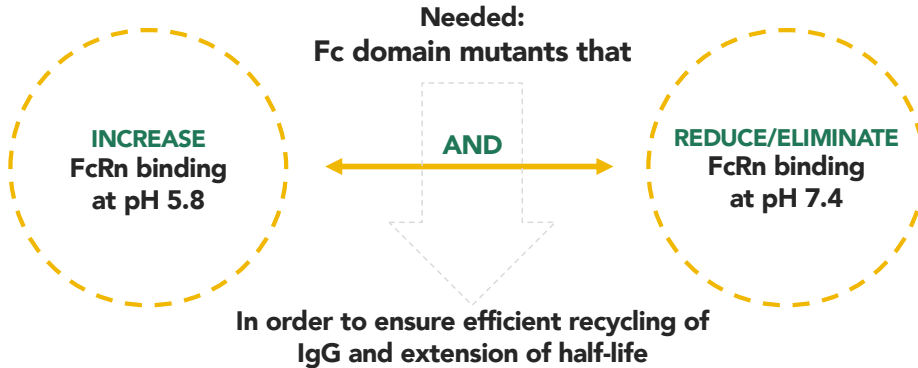 Needed:
Fc domain mutants that
INCREASE
FcRn binding
at pH 5.8
AND
REDUCE/ELIMINATE
FcRn binding
at pH 7.4
In order to ensure efficient recycling of
IgG and extension of half-life